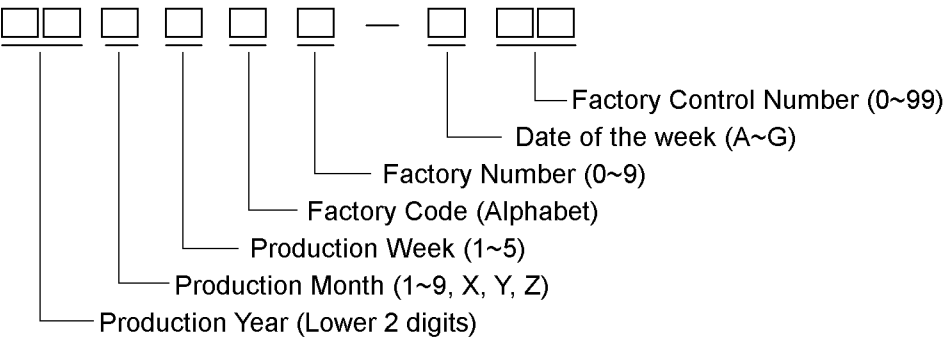 Factory Control Number (0~99)
Date of the week (A~G)
Factory Number (0~9)
Factory Code (Alphabet)
Production Week (1~5)
Production Month (1~9, X, Y, Z)
Production Year (Lower 2 digits)